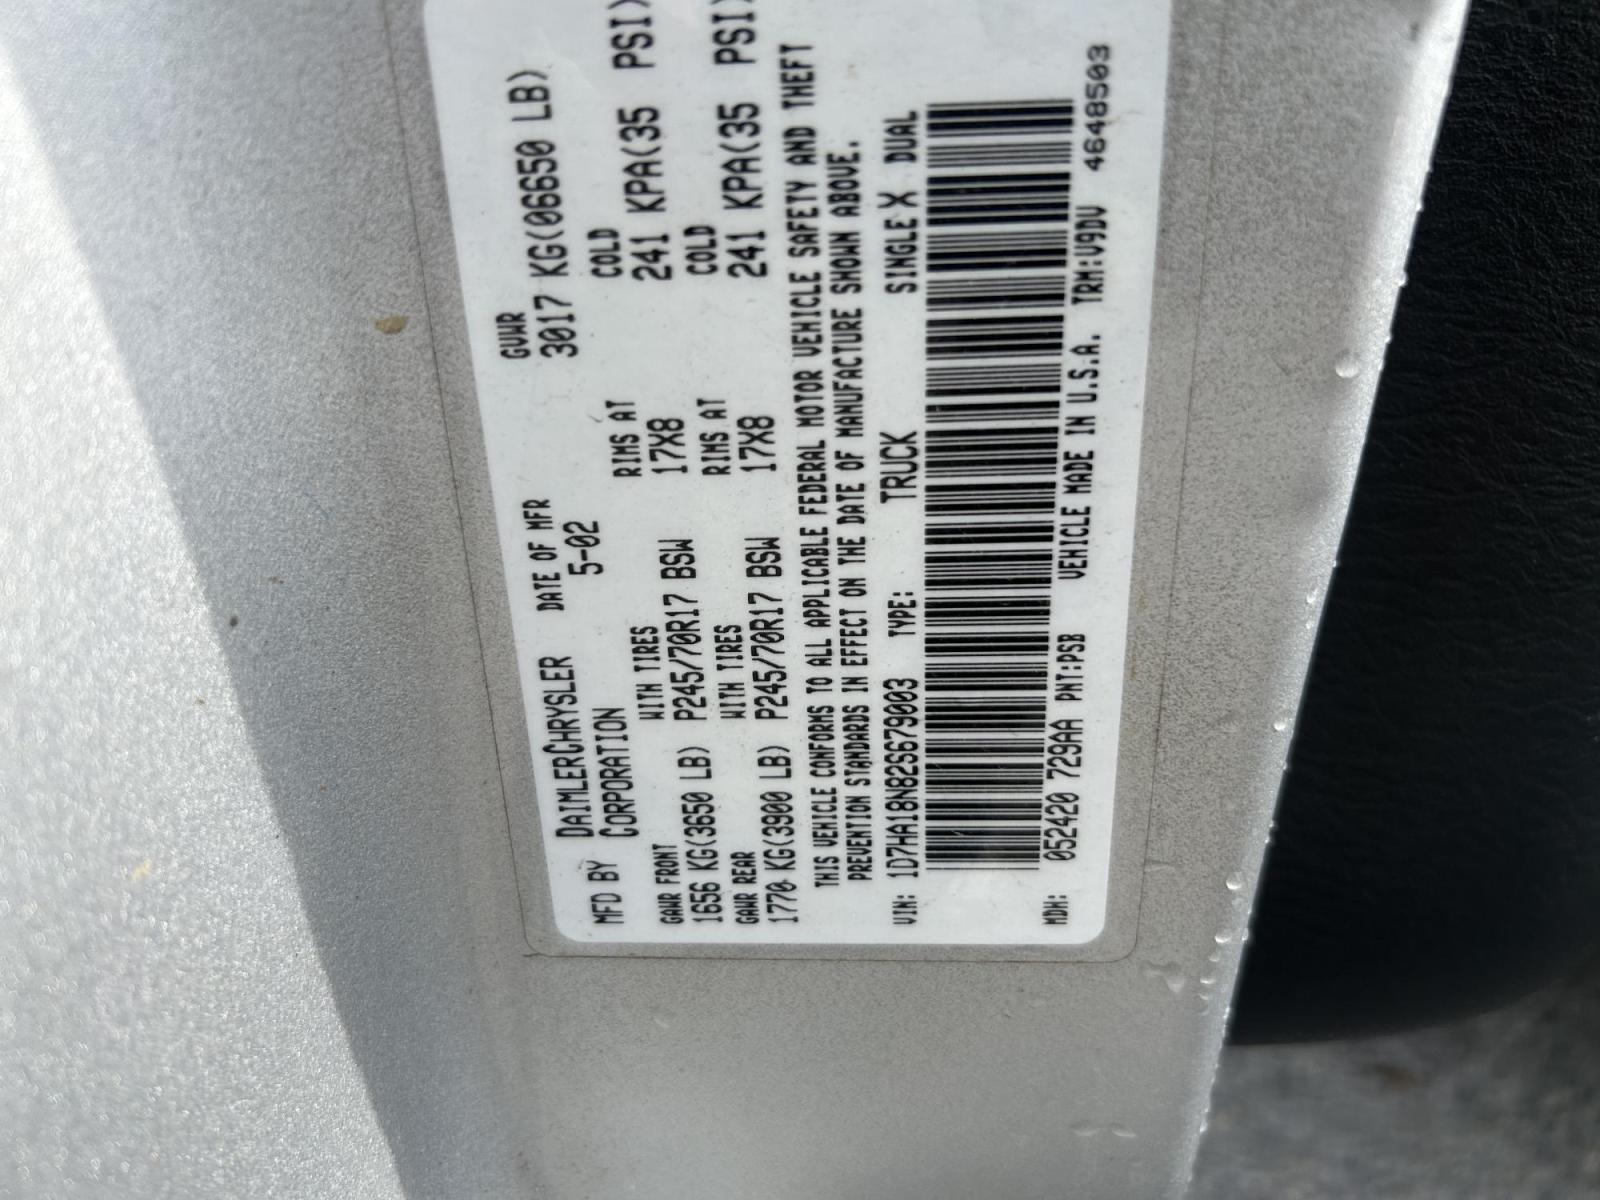 MFD BY DAIMLERCHRYSLER CORPORATION DATE OF MFR 5-02 GVWR 3017 KG(06650 LB)
GAWR FRONT WITH TIRES RIMS AT COLD
1656 KG(3650 LB) P245/70R17 BSW 17X8 241 KPA(35 PSI)
GAWR REAR WITH TIRES RIMS AT COLD
1770 KG(3900 LB) P245/70R17 BSW 17X8 241 KPA(35 PSI)
THIS VEHICLE CONFORMS TO ALL APPLICABLE FEDERAL MOTOR VEHICLE SAFETY AND THEFT
PREVENTION STANDARDS IN EFFECT ON THE DATE OF MANUFACTURE SHOWN ABOVE.
VIN: 1D7HA18N82S679003 TYPE: TRUCK SINGLE X DUAL
MDH: 052420 729AA PNT:PSB VEHICLE MADE IN U.S.A. TRM:V9DV 4648503